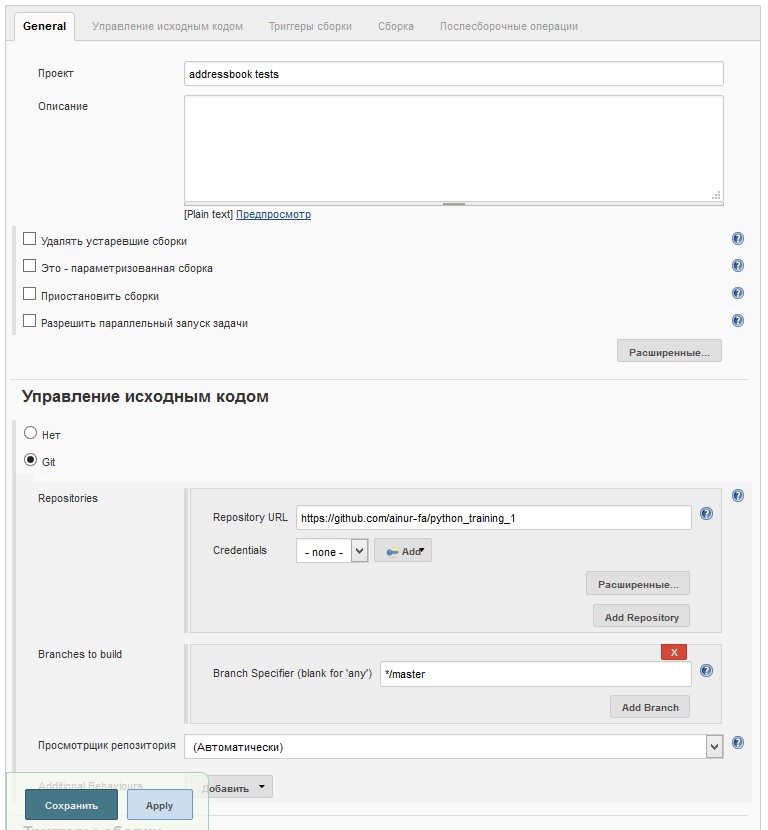 General Управление исходным кодом Триггеры сборки Сборка Послесборочные операции
Проект addressbook tests
Описание
[Plain text] Предпросмотр
Удалять устаревшие сборки
Это - параметризованная сборка
Приостановить сборки
Разрешить параллельный запуск задачи
Расширенные...
Управление исходным кодом
Нет
Git
Repositories
Repository URL https://github.com/ainur-fa/python_training_1
Credentials - none - Add
Расширенные...
Add Repository
Branches to build
X
Branch Specifier (blank for 'any') */master
Add Branch
Просмотрщик репозитория (Автоматически)
Additional Behaviours Добавить
Сохранить Apply
Триггеры сборки